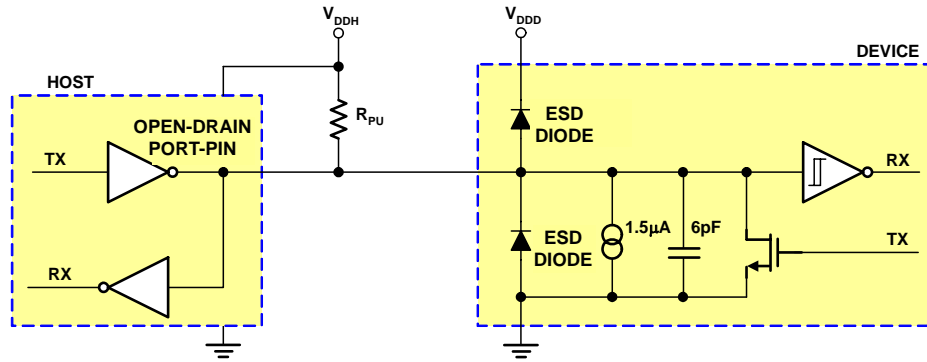 V_DDH
V_DDD
HOST
DEVICE
R_PU
OPEN-DRAIN
PORT-PIN
TX
RX
ESD
DIODE
ESD
DIODE
1.5µA
6pF
RX
TX